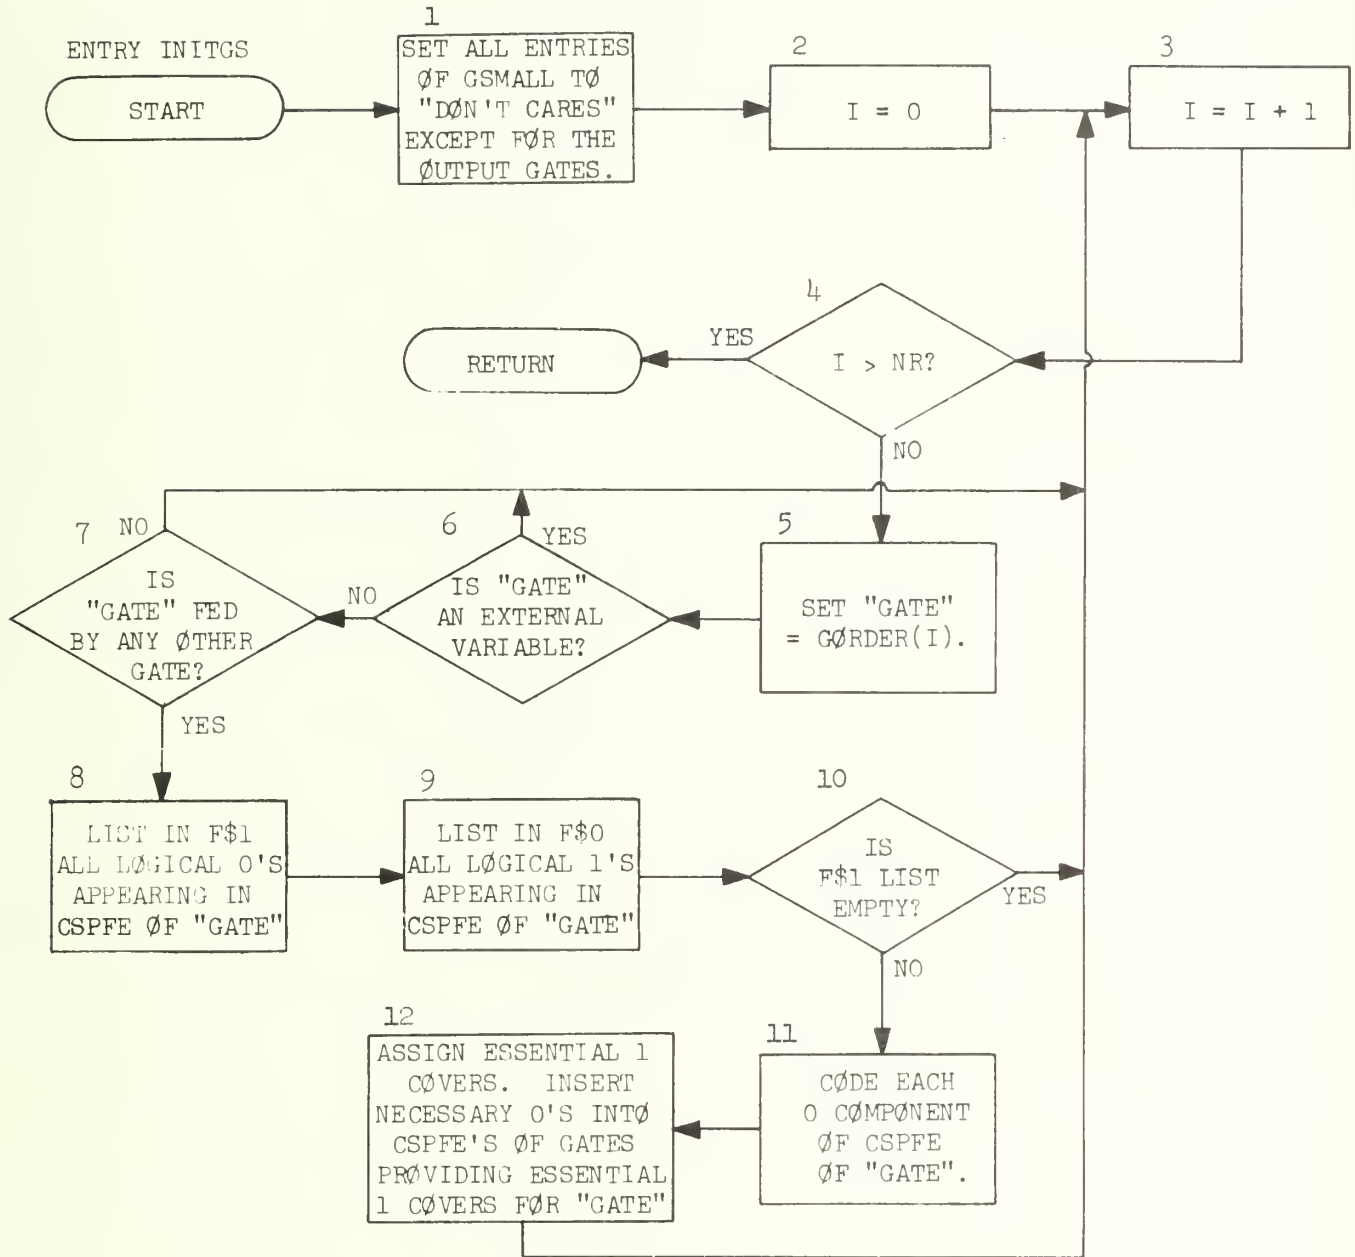 ENTRY INITGS
START
1
SET ALL ENTRIES
ØF GSMALL TØ
"DØN'T CARES"
EXCEPT FØR THE
ØUTPUT GATES.
2
I = 0
3
I = I + 1
4
I > NR?
YES
RETURN
NO
5
SET "GATE"
= GØRDER(I).
6
YES
IS "GATE"
AN EXTERNAL
VARIABLE?
NO
7
NO
IS
"GATE" FED
BY ANY ØTHER
GATE?
YES
8
LIST IN F$1
ALL LØGICAL 0'S
APPEARING IN
CSPFE ØF "GATE"
9
LIST IN F$0
ALL LØGICAL 1'S
APPEARING IN
CSPFE ØF "GATE"
10
IS
F$1 LIST
EMPTY?
YES
NO
11
CØDE EACH
0 CØMPØNENT
ØF CSPFE
ØF "GATE".
12
ASSIGN ESSENTIAL 1
CØVERS. INSERT
NECESSARY 0'S INTØ
CSPFE'S ØF GATES
PRØVIDING ESSENTIAL
1 CØVERS FØR "GATE"